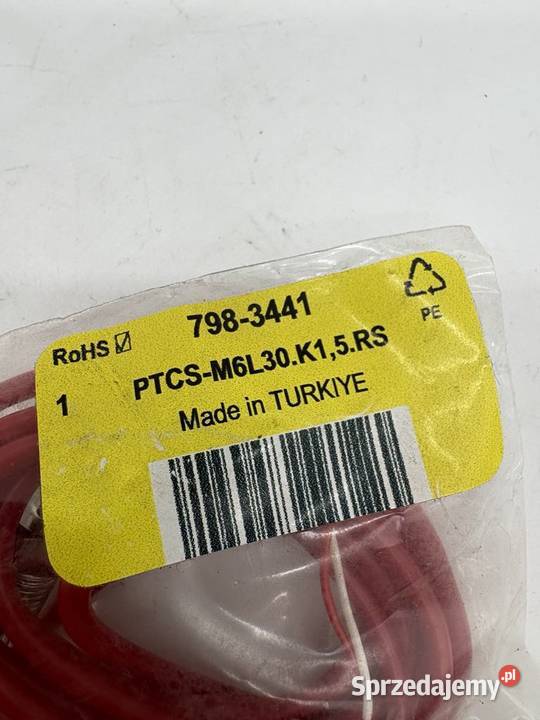 798-3441
RoHS ☑
PE
1
PTCS-M6L30.K1,5.RS
Made in TURKIYE
Sprzedajemy.pl